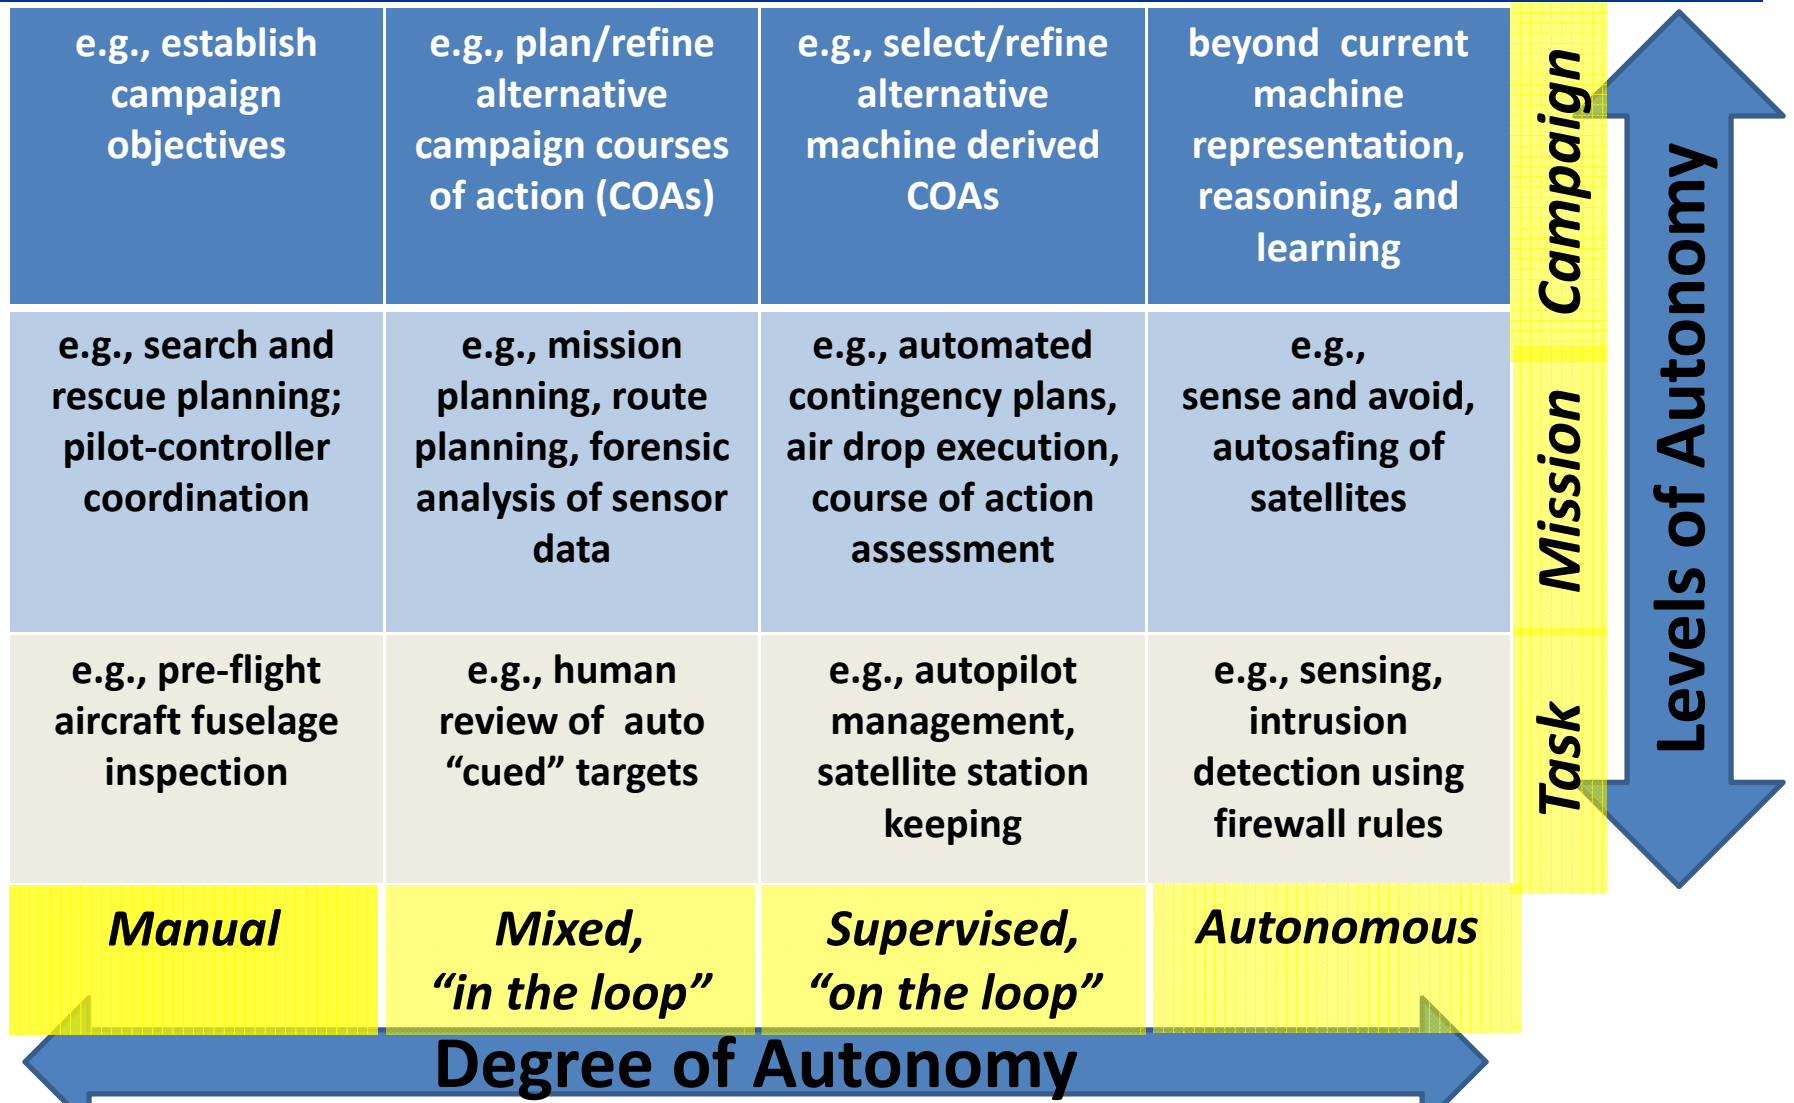 e.g., establish
campaign
objectives
e.g., plan/refine
alternative
campaign courses
of action (COAs)
e.g., select/refine
alternative
machine derived
COAs
beyond current
machine
representation,
reasoning, and
learning
Campaign
e.g., search and
rescue planning;
pilot-controller
coordination
e.g., mission
planning, route
planning, forensic
analysis of sensor
data
e.g., automated
contingency plans,
air drop execution,
course of action
assessment
e.g.,
sense and avoid,
autosafing of
satellites
Mission
e.g., pre-flight
aircraft fuselage
inspection
e.g., human
review of auto
“cued” targets
e.g., autopilot
management,
satellite station
keeping
e.g., sensing,
intrusion
detection using
firewall rules
Task
Levels of Autonomy
Manual
Mixed,
“in the loop”
Supervised,
“on the loop”
Autonomous
Degree of Autonomy